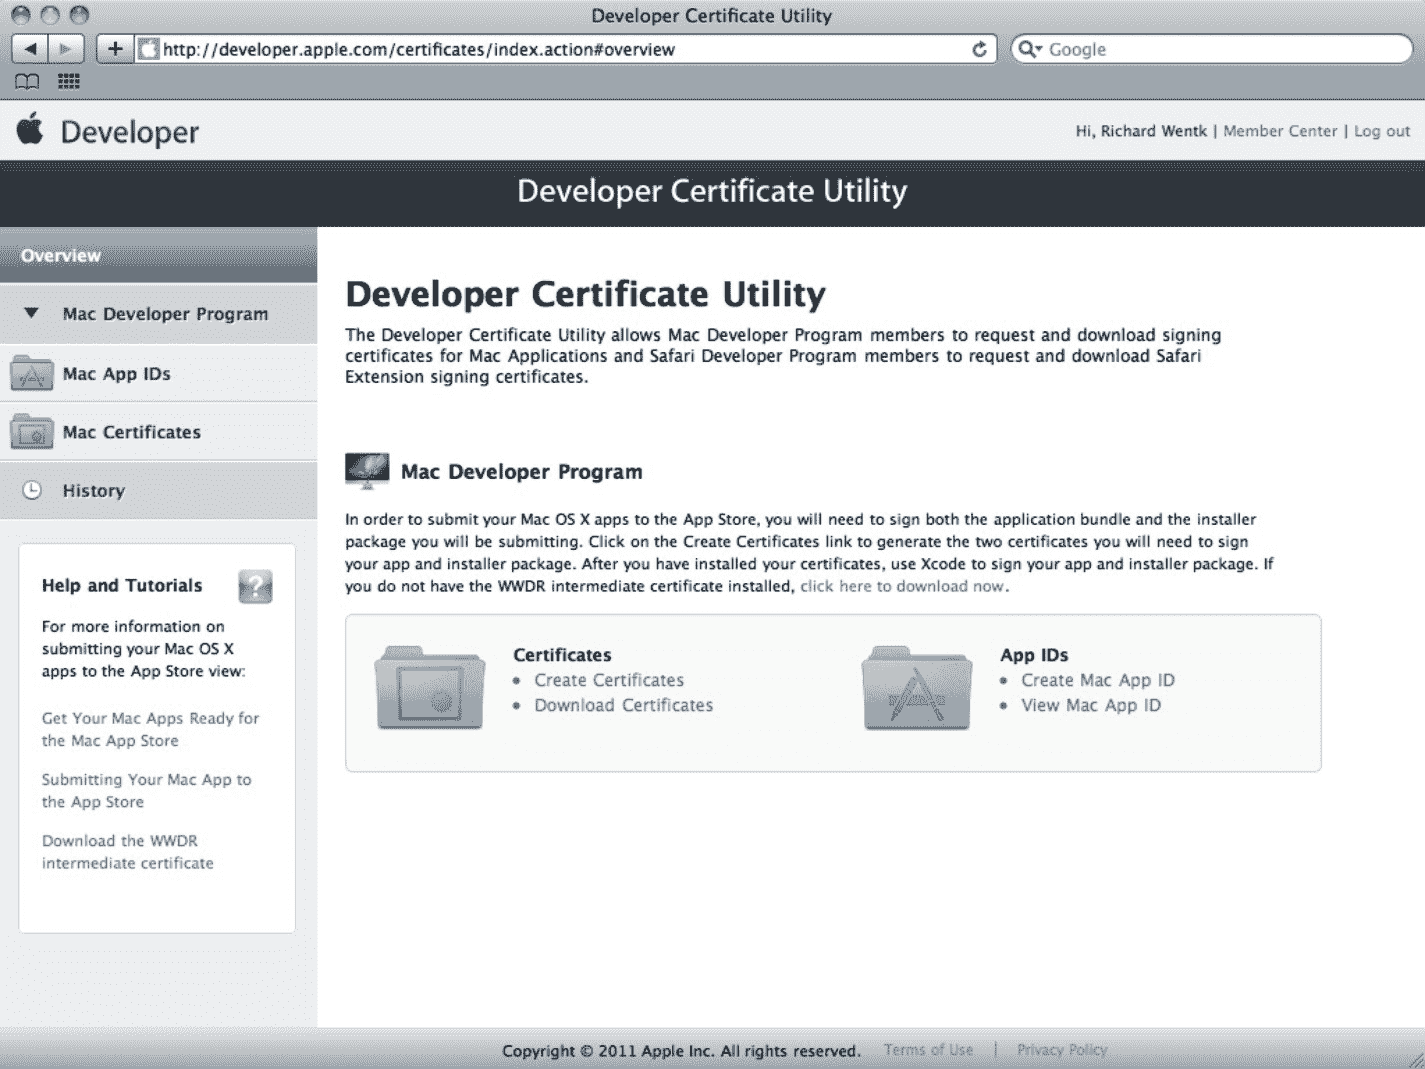 Developer Certificate Utility
http://developer.apple.com/certificates/index.action#overview
Google
Developer
Hi, Richard Wentk | Member Center | Log out
Developer Certificate Utility
Overview
Mac Developer Program
Mac App IDs
Mac Certificates
History
Help and Tutorials
For more information on
submitting your Mac OS X
apps to the App Store view:
Get Your Mac Apps Ready for
the Mac App Store
Submitting Your Mac App to
the App Store
Download the WWDR
intermediate certificate
Developer Certificate Utility
The Developer Certificate Utility allows Mac Developer Program members to request and download signing
certificates for Mac Applications and Safari Developer Program members to request and download Safari
Extension signing certificates.
Mac Developer Program
In order to submit your Mac OS X apps to the App Store, you will need to sign both the application bundle and the installer
package you will be submitting. Click on the Create Certificates link to generate the two certificates you will need to sign
your app and installer package. After you have installed your certificates, use Xcode to sign your app and installer package. If
you do not have the WWDR intermediate certificate installed, click here to download now.
Certificates
• Create Certificates
• Download Certificates
App IDs
• Create Mac App ID
• View Mac App ID
Copyright © 2011 Apple Inc. All rights reserved. Terms of Use | Privacy Policy